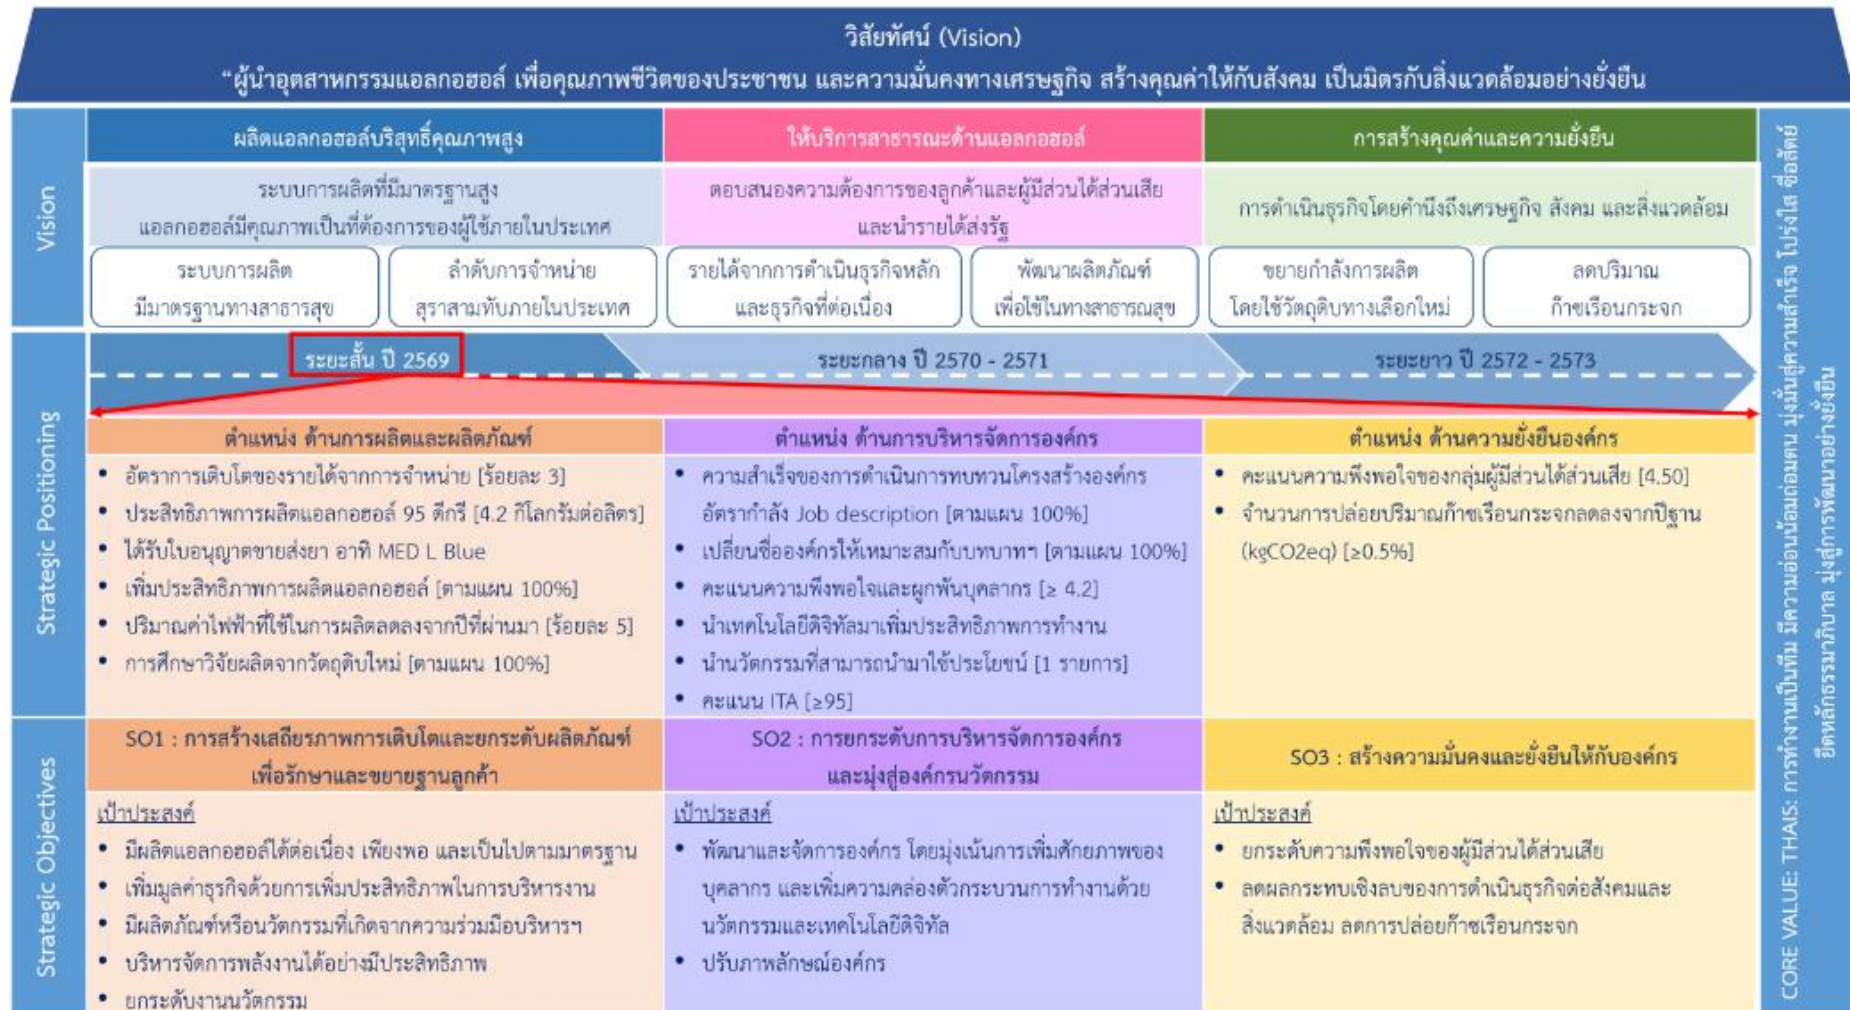 วิสัยทัศน์ (Vision)
“ผู้นำอุตสาหกรรมแอลกอฮอล์ เพื่อคุณภาพชีวิตของประชาชน และความมั่นคงทางเศรษฐกิจ สร้างคุณค่าให้กับสังคม เป็นมิตรกับสิ่งแวดล้อมอย่างยั่งยืน
Vision
ผลิตแอลกอฮอล์บริสุทธิ์คุณภาพสูง
ระบบการผลิตที่มีมาตรฐานสูง
แอลกอฮอล์มีคุณภาพเป็นที่ต้องการของผู้ใช้ภายในประเทศ
ระบบการผลิต
มีมาตรฐานทางสาธารสุข
ลำดับการจำหน่าย
สุราสามทับภายในประเทศ
ให้บริการสาธารณะด้านแอลกอฮอล์
ตอบสนองความต้องการของลูกค้าและผู้มีส่วนได้ส่วนเสีย
และนำรายได้ส่งรัฐ
รายได้จากการดำเนินธุรกิจหลัก
และธุรกิจที่ต่อเนื่อง
พัฒนาผลิตภัณฑ์
เพื่อใช้ในทางสาธารณสุข
การสร้างคุณค่าและความยั่งยืน
การดำเนินธุรกิจโดยคำนึงถึงเศรษฐกิจ สังคม และสิ่งแวดล้อม
ขยายกำลังการผลิต
โดยใช้วัตถุดิบทางเลือกใหม่
ลดปริมาณ
ก๊าซเรือนกระจก
ระยะสั้น ปี 2569
ระยะกลาง ปี 2570 - 2571
ระยะยาว ปี 2572 - 2573
Strategic Positioning
ตำแหน่ง ด้านการผลิตและผลิตภัณฑ์
• อัตราการเติบโตของรายได้จากการจำหน่าย [ร้อยละ 3]
• ประสิทธิภาพการผลิตแอลกอฮอล์ 95 ดีกรี [4.2 กิโลกรัมต่อลิตร]
• ได้รับใบอนุญาตขายส่งยา อาทิ MED L Blue
• เพิ่มประสิทธิภาพการผลิตแอลกอฮอล์ [ตามแผน 100%]
• ปริมาณค่าไฟฟ้าที่ใช้ในการผลิตลดลงจากปีที่ผ่านมา [ร้อยละ 5]
• การศึกษาวิจัยผลิตจากวัตถุดิบใหม่ [ตามแผน 100%]
ตำแหน่ง ด้านการบริหารจัดการองค์กร
• ความสำเร็จของการดำเนินการทบทวนโครงสร้างองค์กร
อัตรากำลัง Job description [ตามแผน 100%]
• เปลี่ยนชื่อองค์กรให้เหมาะสมกับบทบาทฯ [ตามแผน 100%]
• คะแนนความพึงพอใจและผูกพันบุคลากร [≥ 4.2]
• นำเทคโนโลยีดิจิทัลมาเพิ่มประสิทธิภาพการทำงาน
• นำนวัตกรรมที่สามารถนำมาใช้ประโยชน์ [1 รายการ]
• คะแนน ITA [≥95]
ตำแหน่ง ด้านความยั่งยืนองค์กร
• คะแนนความพึงพอใจของกลุ่มผู้มีส่วนได้ส่วนเสีย [4.50]
• จำนวนการปล่อยปริมาณก๊าซเรือนกระจกลดลงจากปีฐาน
(kgCO2eq) [≥0.5%]
Strategic Objectives
SO1 : การสร้างเสถียรภาพการเติบโตและยกระดับผลิตภัณฑ์
เพื่อรักษาและขยายฐานลูกค้า
เป้าประสงค์
• มีผลิตแอลกอฮอล์ได้ต่อเนื่อง เพียงพอ และเป็นไปตามมาตรฐาน
• เพิ่มมูลค่าธุรกิจด้วยการเพิ่มประสิทธิภาพในการบริหารงาน
• มีผลิตภัณฑ์หรือนวัตกรรมที่เกิดจากความร่วมมือบริหารฯ
• บริหารจัดการพลังงานได้อย่างมีประสิทธิภาพ
• ยกระดับงานนวัตกรรม
SO2 : การยกระดับการบริหารจัดการองค์กร
และมุ่งสู่องค์กรนวัตกรรม
เป้าประสงค์
• พัฒนาและจัดการองค์กร โดยมุ่งเน้นการเพิ่มศักยภาพของ
บุคลากร และเพิ่มความคล่องตัวกระบวนการทำงานด้วย
นวัตกรรมและเทคโนโลยีดิจิทัล
• ปรับภาพลักษณ์องค์กร
SO3 : สร้างความมั่นคงและยั่งยืนให้กับองค์กร
เป้าประสงค์
• ยกระดับความพึงพอใจของผู้มีส่วนได้ส่วนเสีย
• ลดผลกระทบเชิงลบของการดำเนินธุรกิจต่อสังคมและ
สิ่งแวดล้อม ลดการปล่อยก๊าซเรือนกระจก
CORE VALUE: THAIS: การทำงานเป็นทีม มีความอ่อนน้อมถ่อมตน มุ่งมั่นสู่ความสำเร็จ โปร่งใส ซื่อสัตย์
ยึดหลักธรรมาภิบาล มุ่งสู่การพัฒนาอย่างยั่งยืน